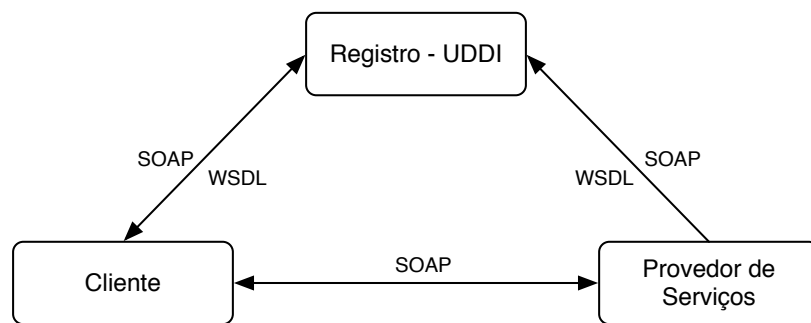 Registro - UDDI
SOAP
WSDL
WSDL
SOAP
Cliente
SOAP
Provedor de
Serviços